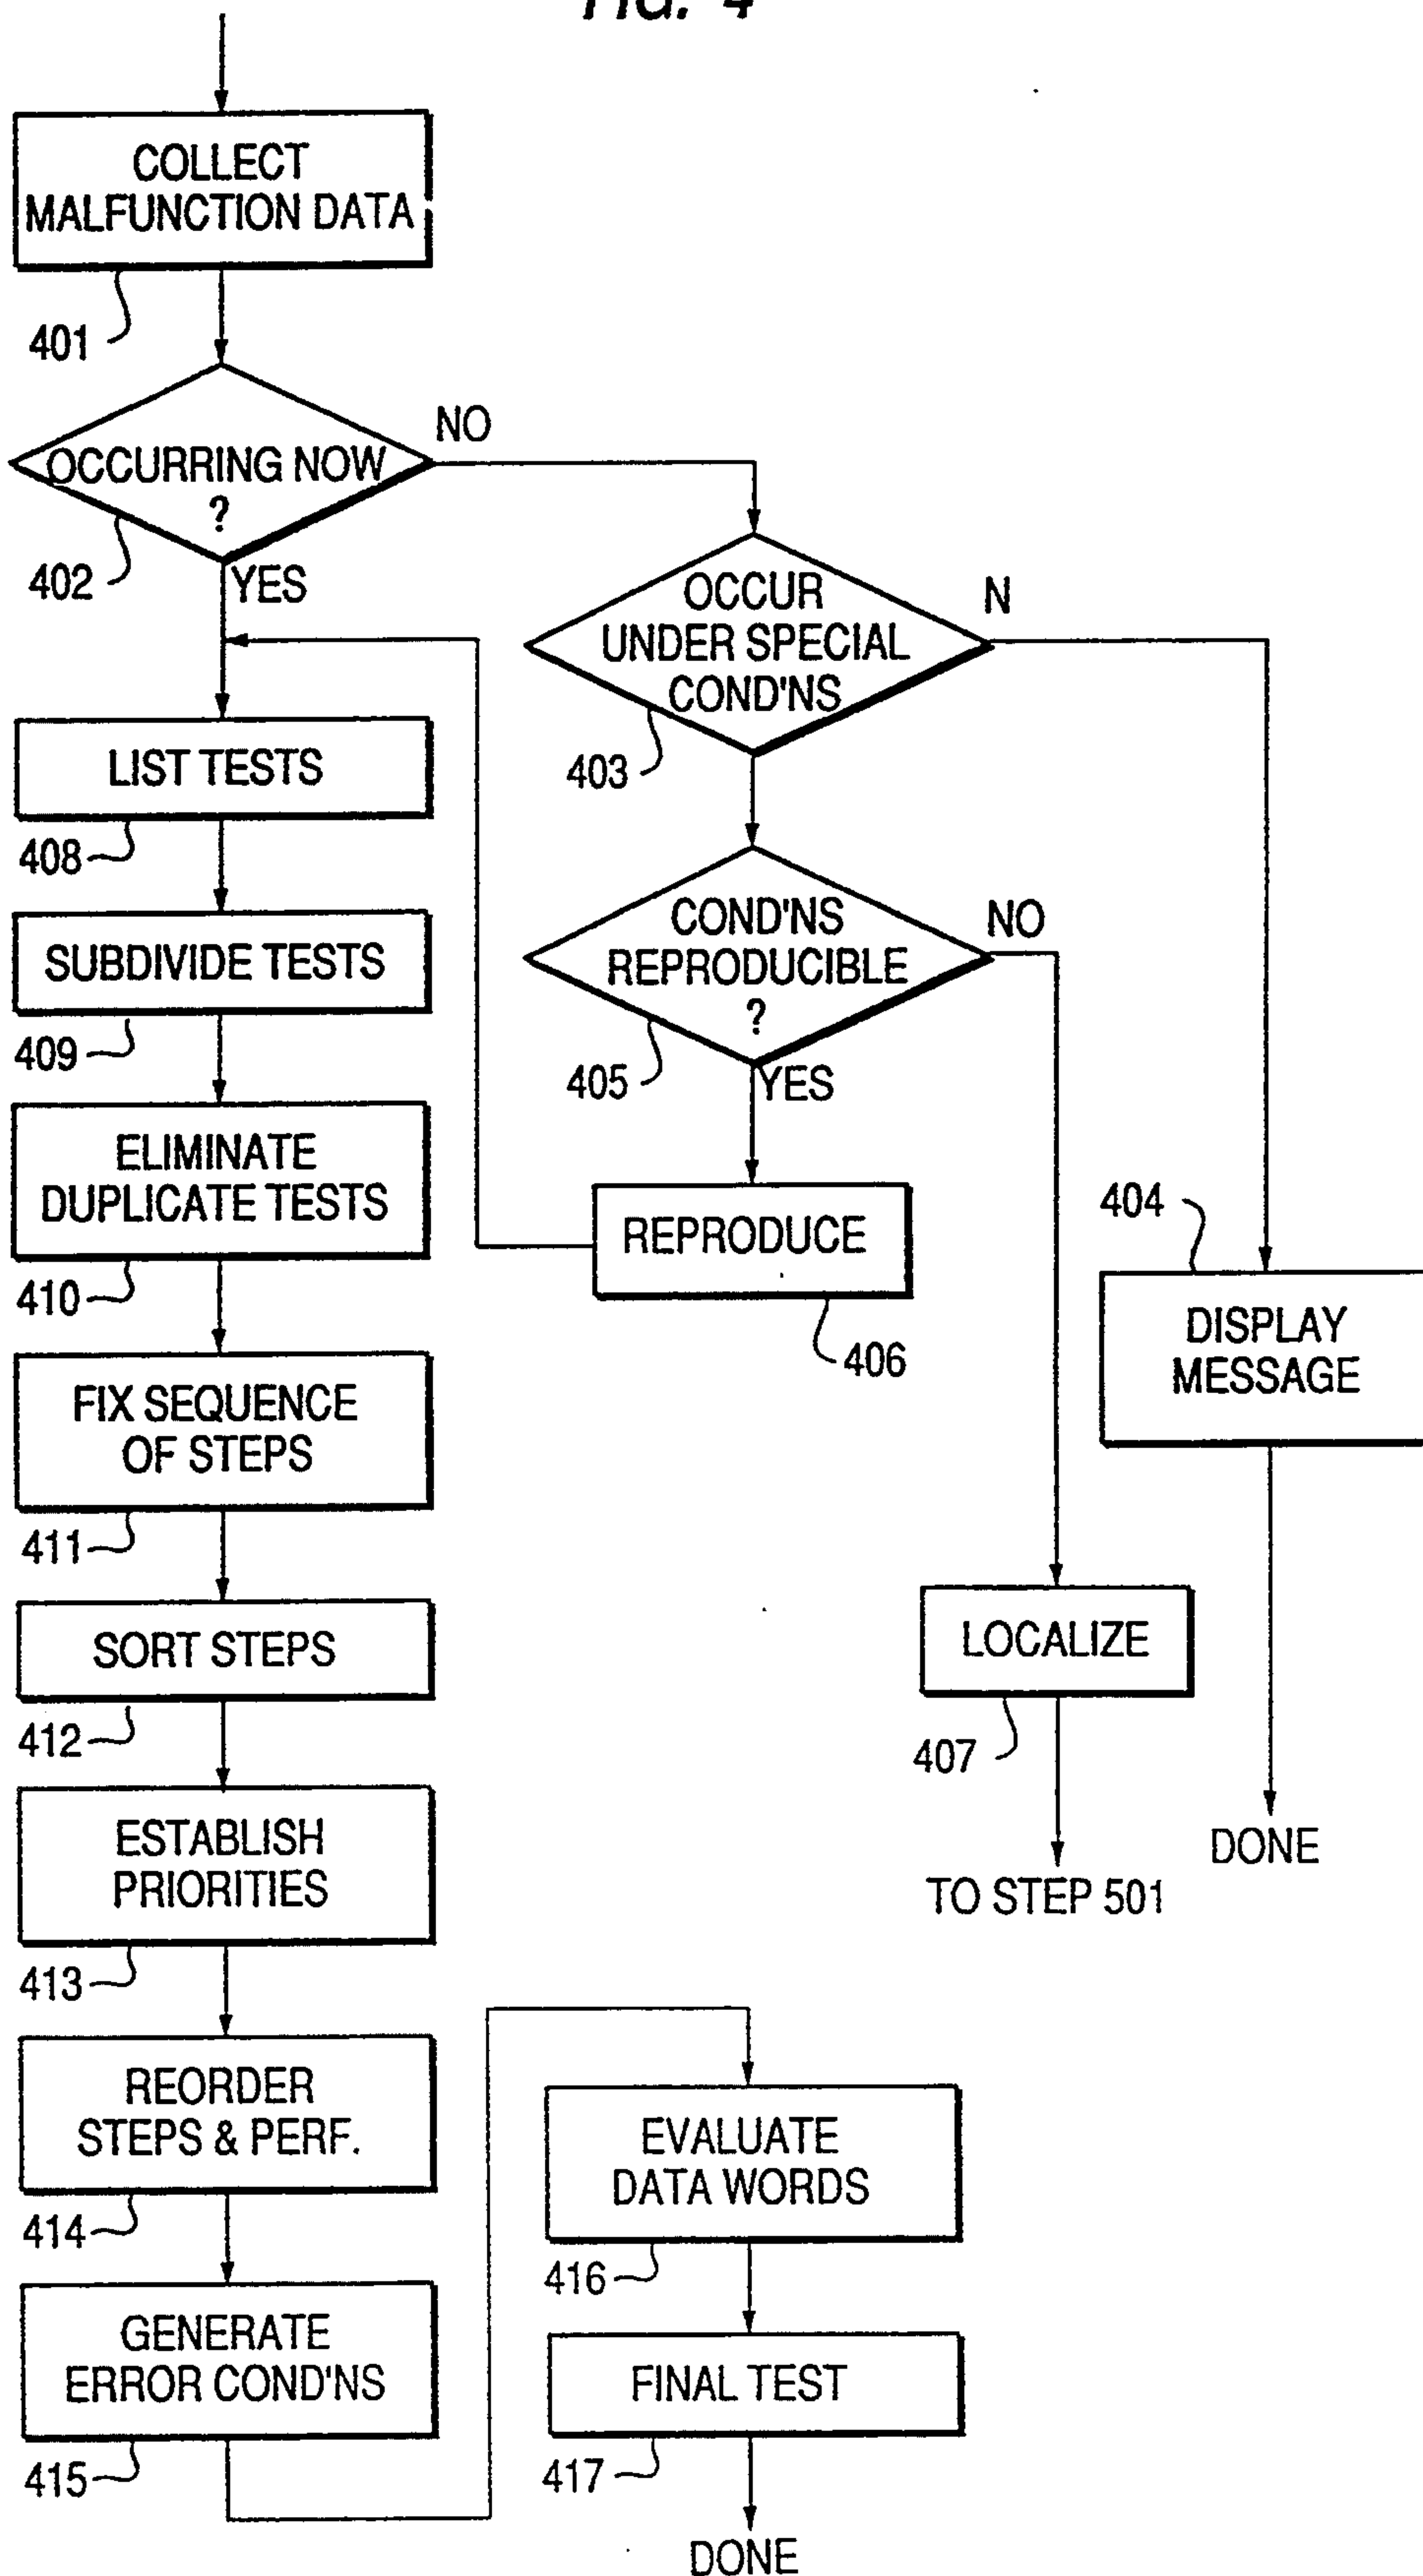 FIG. 4
COLLECT
MALFUNCTION DATA
401
OCCURRING NOW
?
NO
402
YES
OCCUR
UNDER SPECIAL
COND'NS
N
403
LIST TESTS
408
COND'NS
REPRODUCIBLE
?
NO
405
YES
SUBDIVIDE TESTS
409
ELIMINATE
DUPLICATE TESTS
410
REPRODUCE
406
404
DISPLAY
MESSAGE
DONE
FIX SEQUENCE
OF STEPS
411
LOCALIZE
407
TO STEP 501
SORT STEPS
412
ESTABLISH
PRIORITIES
413
REORDER
STEPS & PERF.
414
GENERATE
ERROR COND'NS
415
EVALUATE
DATA WORDS
416
FINAL TEST
417
DONE